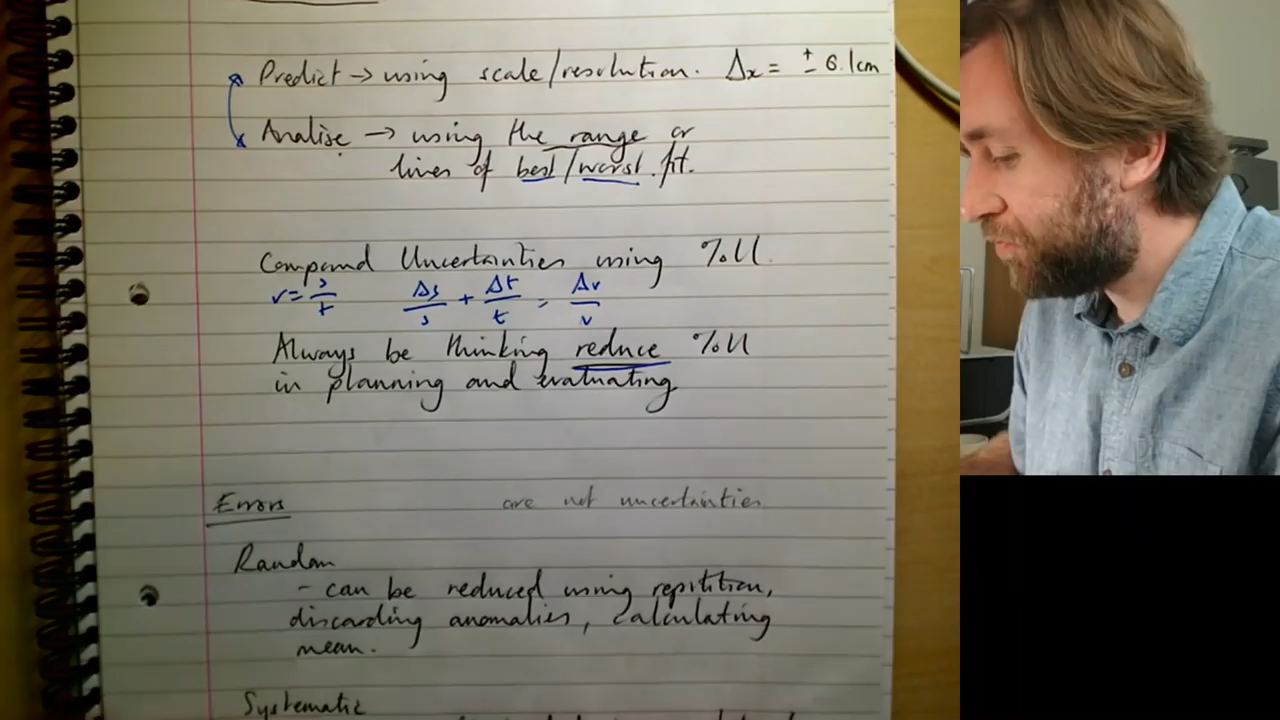 Predict → using scale/resolution. Δx = ± 0.1cm
Analise → using the range or
lines of best/worst fit.
Compound Uncertainties using %U.
v = s/t Δs/s + Δt/t = Δv/v
Always be thinking reduce %U
in planning and evaluating
Errors are not uncertainties
Random
- can be reduced using repitition,
discarding anomalies, calculating
mean.
Systematic